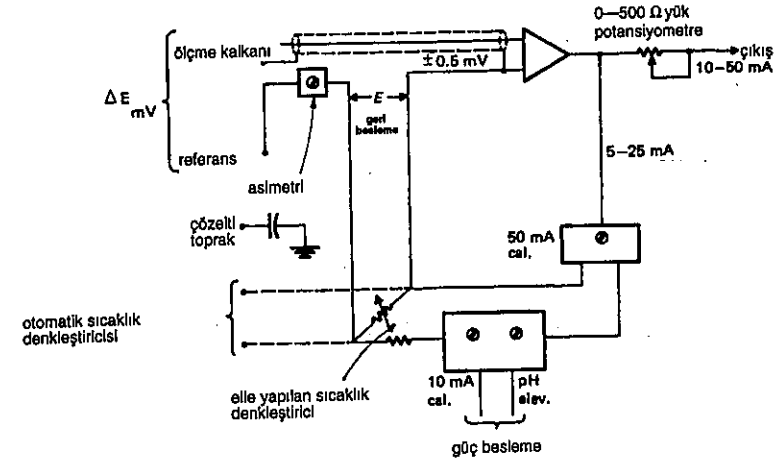 0–500 Ω yük
potansiyometre
çıkış
10–50 mA
ölçme kalkanı
±0.5 mV
Δ E mV
E
geri
besleme
referans
asimetri
5–25 mA
çözelti
toprak
50 mA
cal.
otomatik sıcaklık
denkleştiricisi
elle yapılan sıcaklık
denkleştirici
10 mA
cal.
pH
elev.
güç besleme